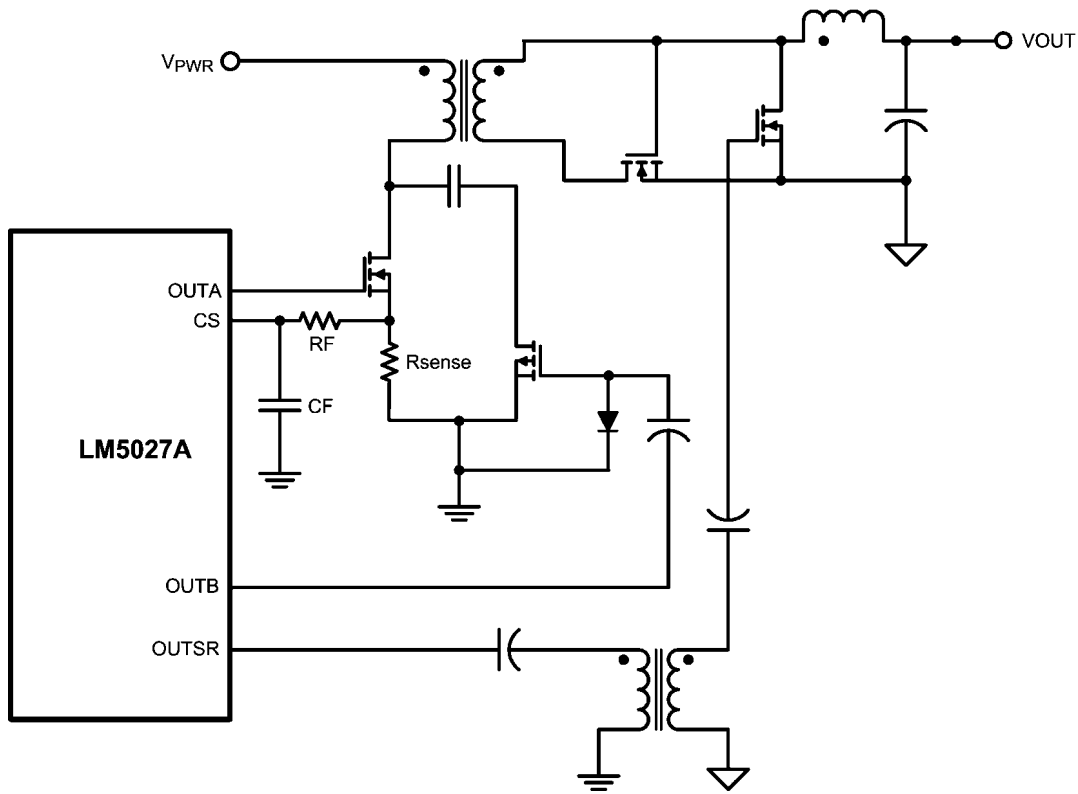 VPWR
VOUT
OUTA
CS
RF
Rsense
CF
LM5027A
OUTB
OUTSR